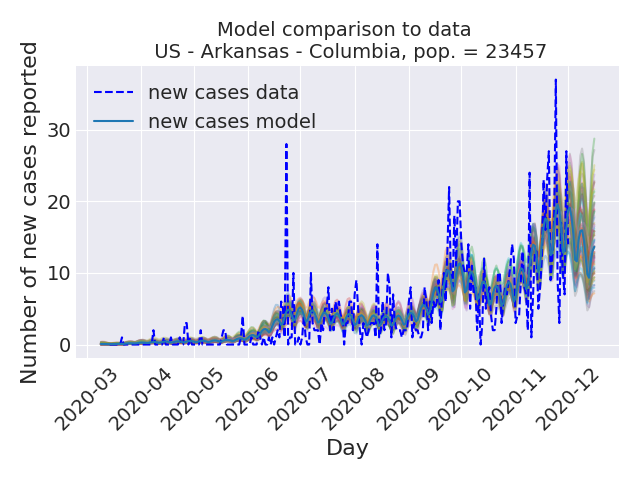 Model comparison to data
US - Arkansas - Columbia, pop. = 23457
Number of new cases reported
new cases data
new cases model
30
20
10
0
2020-03
2020-04
2020-05
2020-06
2020-07
2020-08
2020-09
2020-10
2020-11
2020-12
Day